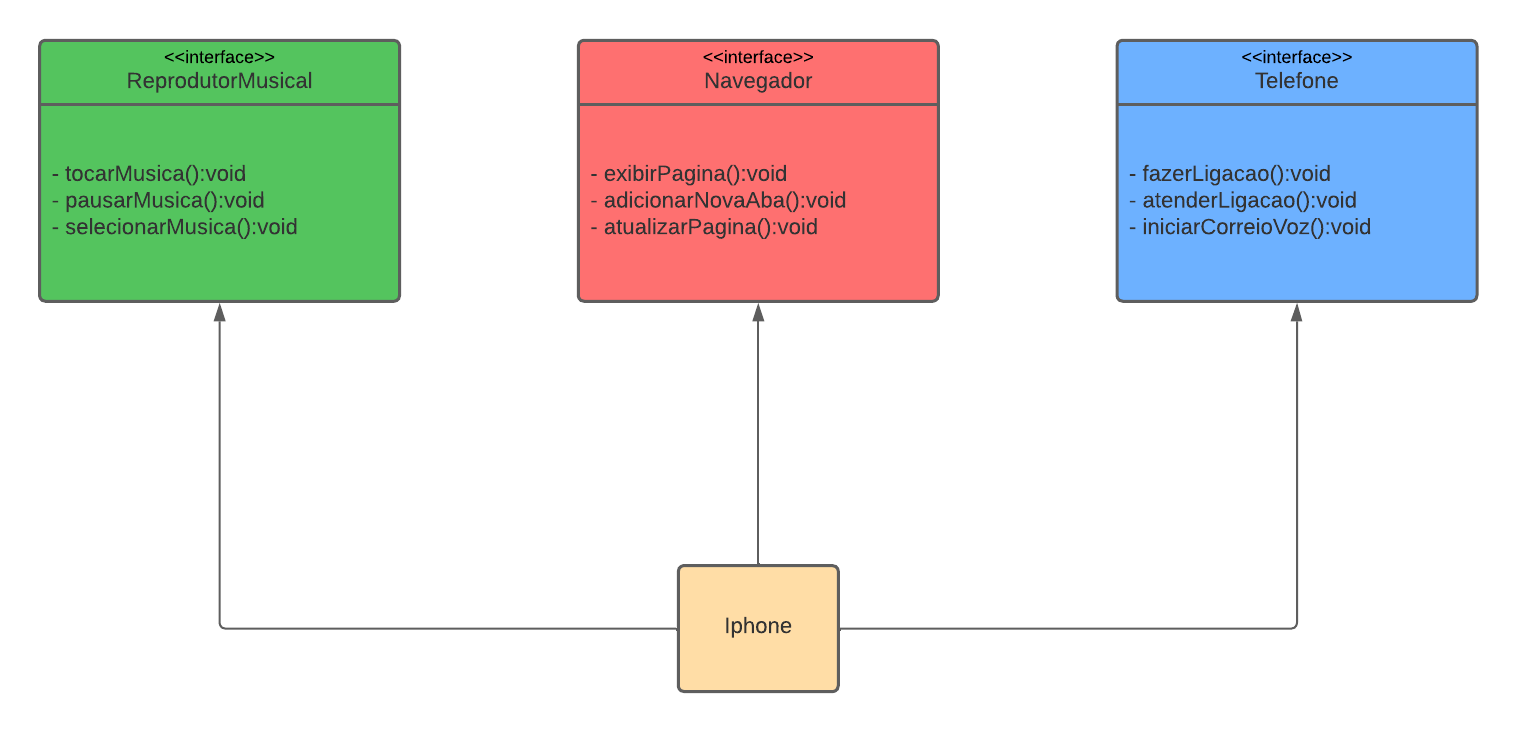 <<interface>>
ReprodutorMusical
- tocarMusica():void
- pausarMusica():void
- selecionarMusica():void
<<interface>>
Navegador
- exibirPagina():void
- adicionarNovaAba():void
- atualizarPagina():void
<<interface>>
Telefone
- fazerLigacao():void
- atenderLigacao():void
- iniciarCorreioVoz():void
Iphone